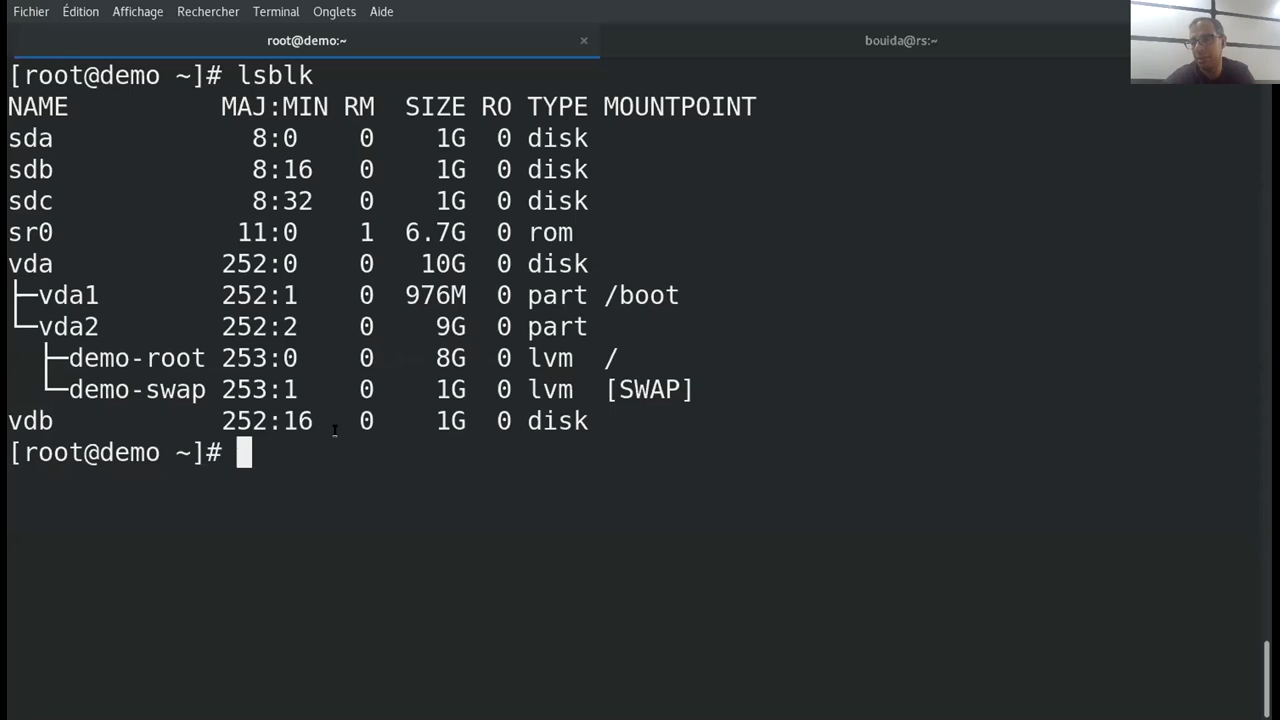 Fichier Édition Affichage Rechercher Terminal Onglets Aide
root@demo:~ × bouida@rs:~
[root@demo ~]# lsblk
NAME MAJ:MIN RM SIZE RO TYPE MOUNTPOINT
sda 8:0 0 1G 0 disk
sdb 8:16 0 1G 0 disk
sdc 8:32 0 1G 0 disk
sr0 11:0 1 6.7G 0 rom
vda 252:0 0 10G 0 disk
├─vda1 252:1 0 976M 0 part /boot
└─vda2 252:2 0 9G 0 part
  ├─demo-root 253:0 0 8G 0 lvm /
  └─demo-swap 253:1 0 1G 0 lvm [SWAP]
vdb 252:16 0 1G 0 disk
[root@demo ~]#